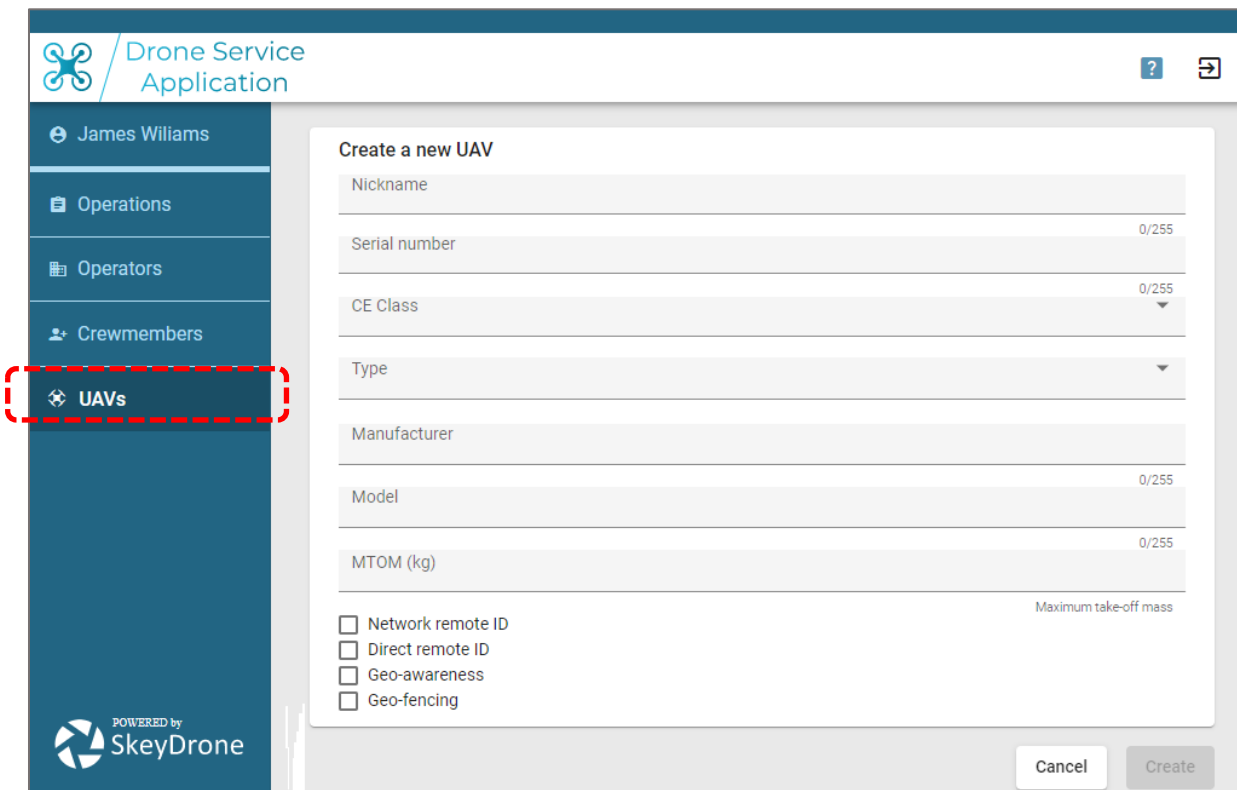 Drone Service
Application
?
James Wiliams
Operations
Operators
Crewmembers
UAVs
POWERED by
SkeyDrone
Create a new UAV
Nickname
0/255
Serial number
0/255
CE Class
Type
Manufacturer
0/255
Model
0/255
MTOM (kg)
Maximum take-off mass
Network remote ID
Direct remote ID
Geo-awareness
Geo-fencing
Cancel
Create